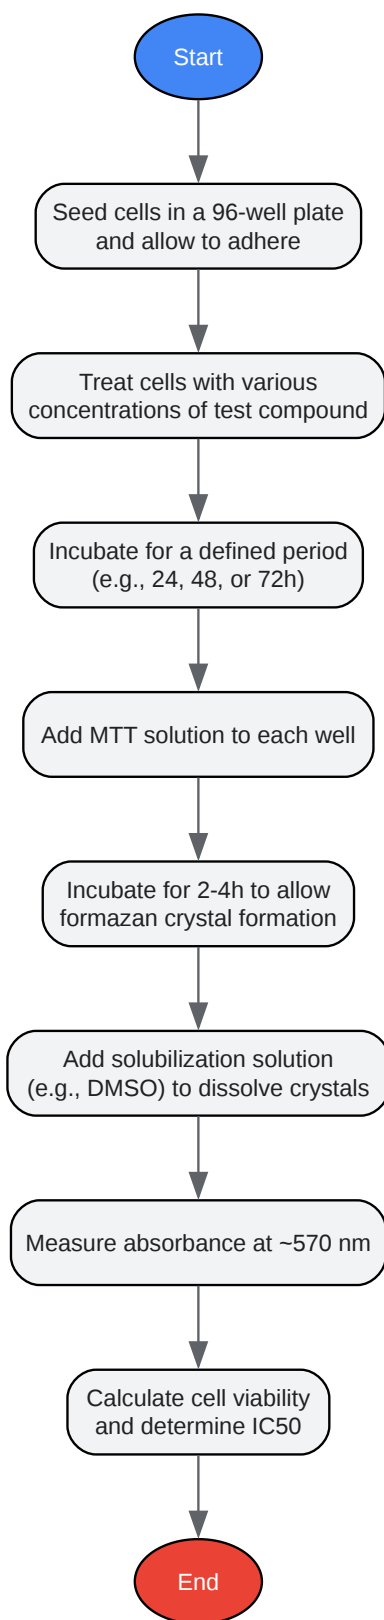 Start
Seed cells in a 96-well plate
and allow to adhere
Treat cells with various
concentrations of test compound
Incubate for a defined period
(e.g., 24, 48, or 72h)
Add MTT solution to each well
Incubate for 2-4h to allow
formazan crystal formation
Add solubilization solution
(e.g., DMSO) to dissolve crystals
Measure absorbance at ~570 nm
Calculate cell viability
and determine IC50
End